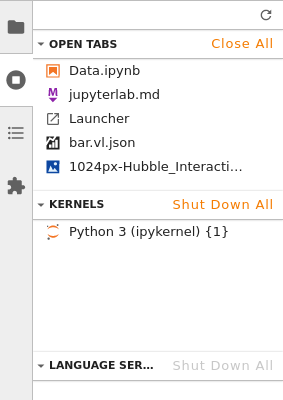 OPEN TABS Close All
Data.ipynb
jupyterlab.md
Launcher
bar.vl.json
1024px-Hubble_Interacti...
KERNELS Shut Down All
Python 3 (ipykernel) {1}
LANGUAGE SER... Shut Down All